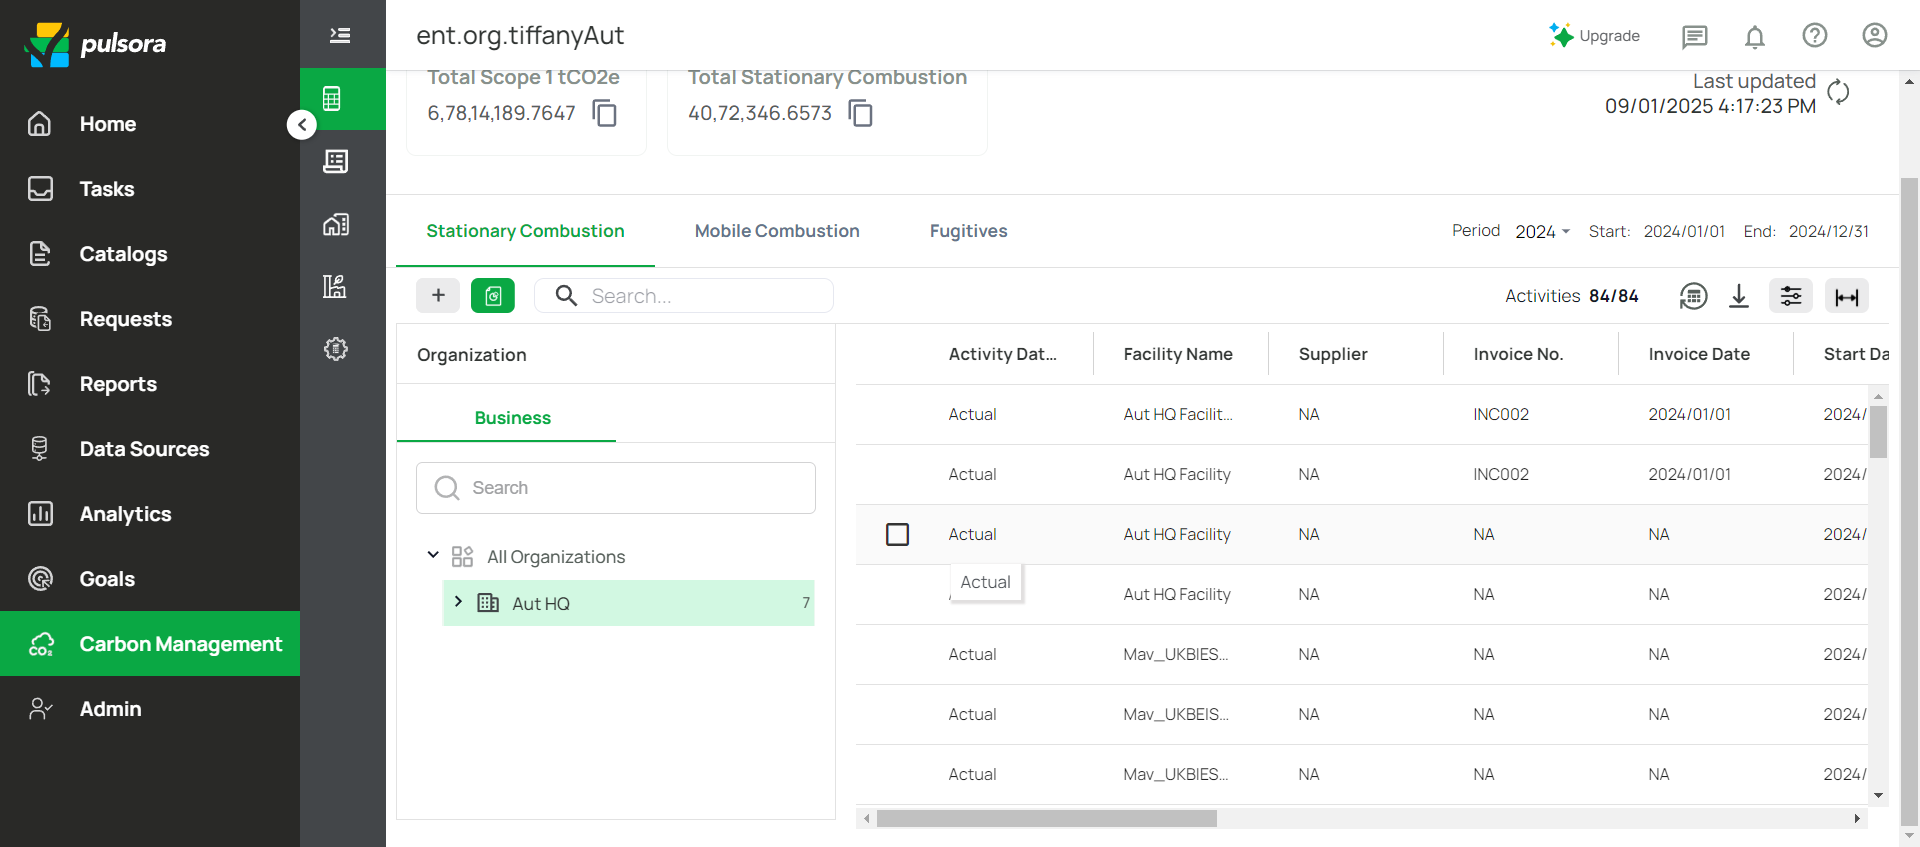 pulsora
Home
Tasks
Catalogs
Requests
Reports
Data Sources
Analytics
Goals
Carbon Management
Admin
ent.org.tiffanyAut
Upgrade
Total Scope 1 tCO2e
6,78,14,189.7647
Total Stationary Combustion
40,72,346.6573
Last updated
09/01/2025 4:17:23 PM
Stationary Combustion
Mobile Combustion
Fugitives
Period 2024 Start: 2024/01/01 End: 2024/12/31
Search...
Activities 84/84
Organization
Business
Search
All Organizations
Aut HQ 7
Activity Dat... Facility Name Supplier Invoice No. Invoice Date Start Da
Actual Aut HQ Facilit... NA INC002 2024/01/01 2024/
Actual Aut HQ Facility NA INC002 2024/01/01 2024/
Actual Aut HQ Facility NA NA NA 2024/
Actual
Aut HQ Facility NA NA NA 2024/
Actual Mav_UKBIES... NA NA NA 2024/
Actual Mav_UKBEIS... NA NA NA 2024/
Actual Mav_UKBIES... NA NA NA 2024/